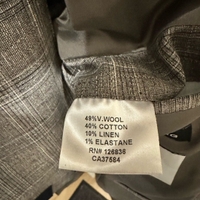 49%V.WOOL
40% COTTON
10% LINEN
1% ELASTANE
RN# 126836
CA37584